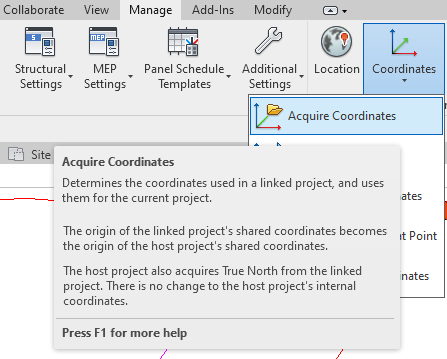 Collaborate View Manage Add-Ins Modify
S MEP
Structural Settings
MEP Settings
Panel Schedule Templates
Additional Settings
Location
Coordinates
Acquire Coordinates
Site
Acquire Coordinates
Determines the coordinates used in a linked project, and uses
them for the current project.
The origin of the linked project's shared coordinates becomes
the origin of the host project's shared coordinates.
The host project also acquires True North from the linked
project. There is no change to the host project's internal
coordinates.
Press F1 for more help
nates
nt Point
dinates